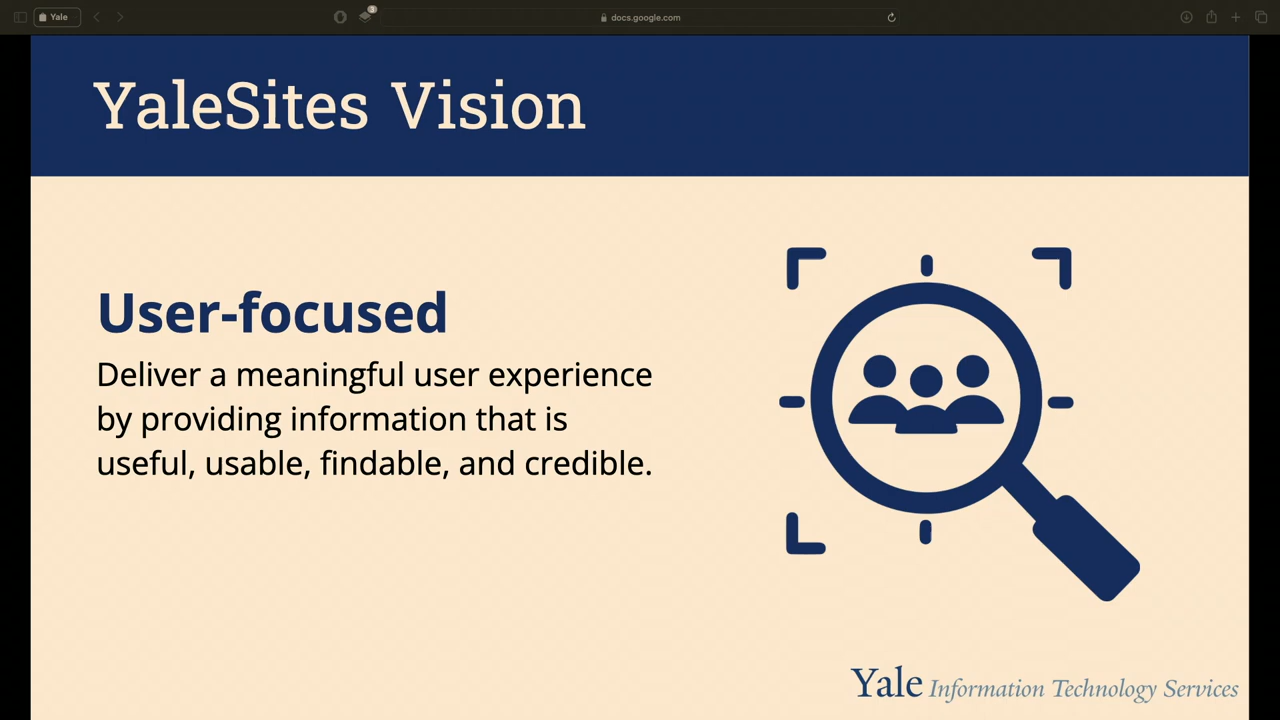 Yale
3
docs.google.com
YaleSites Vision
User-focused
Deliver a meaningful user experience
by providing information that is
useful, usable, findable, and credible.
Yale Information Technology Services